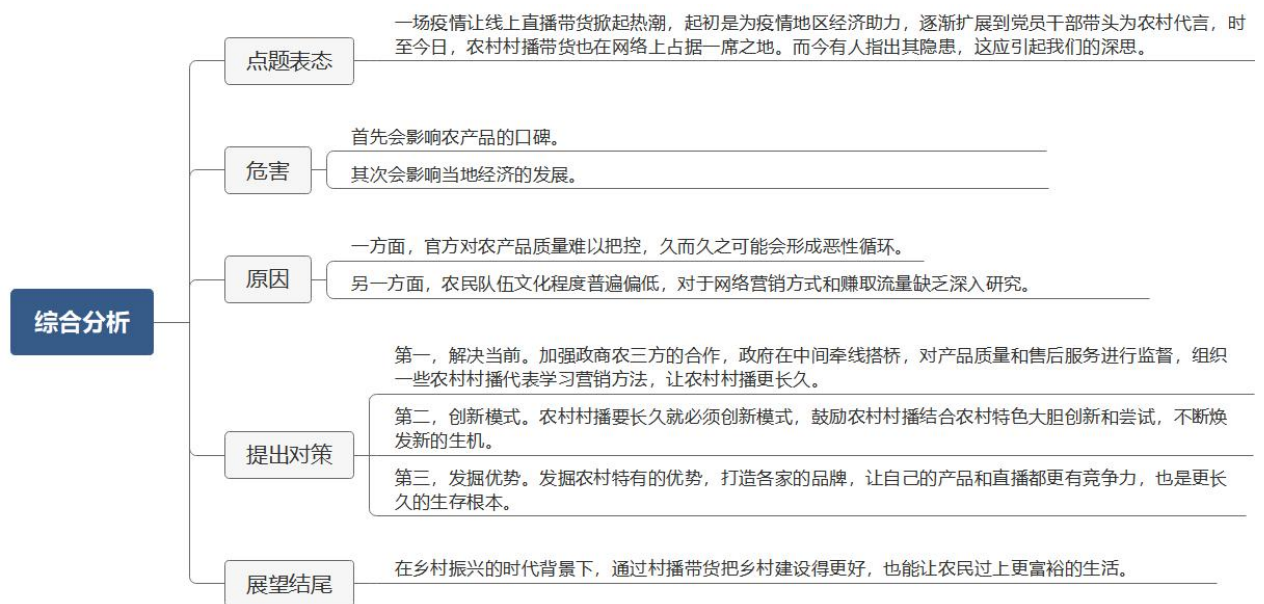 综合分析
点题表态
一场疫情让线上直播带货掀起热潮，起初是为疫情地区经济助力，逐渐扩展到党员干部带头为农村代言，时
至今日，农村村播带货也在网络上占据一席之地。而今有人指出其隐患，这应引起我们的深思。
危害
首先会影响农产品的口碑。
其次会影响当地经济的发展。
原因
一方面，官方对农产品质量难以把控，久而久之可能会形成恶性循环。
另一方面，农民队伍文化程度普遍偏低，对于网络营销方式和赚取流量缺乏深入研究。
提出对策
第一，解决当前。加强政商农三方的合作，政府在中间牵线搭桥，对产品质量和售后服务进行监督，组织
一些农村村播代表学习营销方法，让农村村播更长久。
第二，创新模式。农村村播要长久就必须创新模式，鼓励农村村播结合农村特色大胆创新和尝试，不断焕
发新的生机。
第三，发掘优势。发掘农村特有的优势，打造各家的品牌，让自己的产品和直播都更有竞争力，也是更长
久的生存根本。
展望结尾
在乡村振兴的时代背景下，通过村播带货把乡村建设得更好，也能让农民过上更富裕的生活。